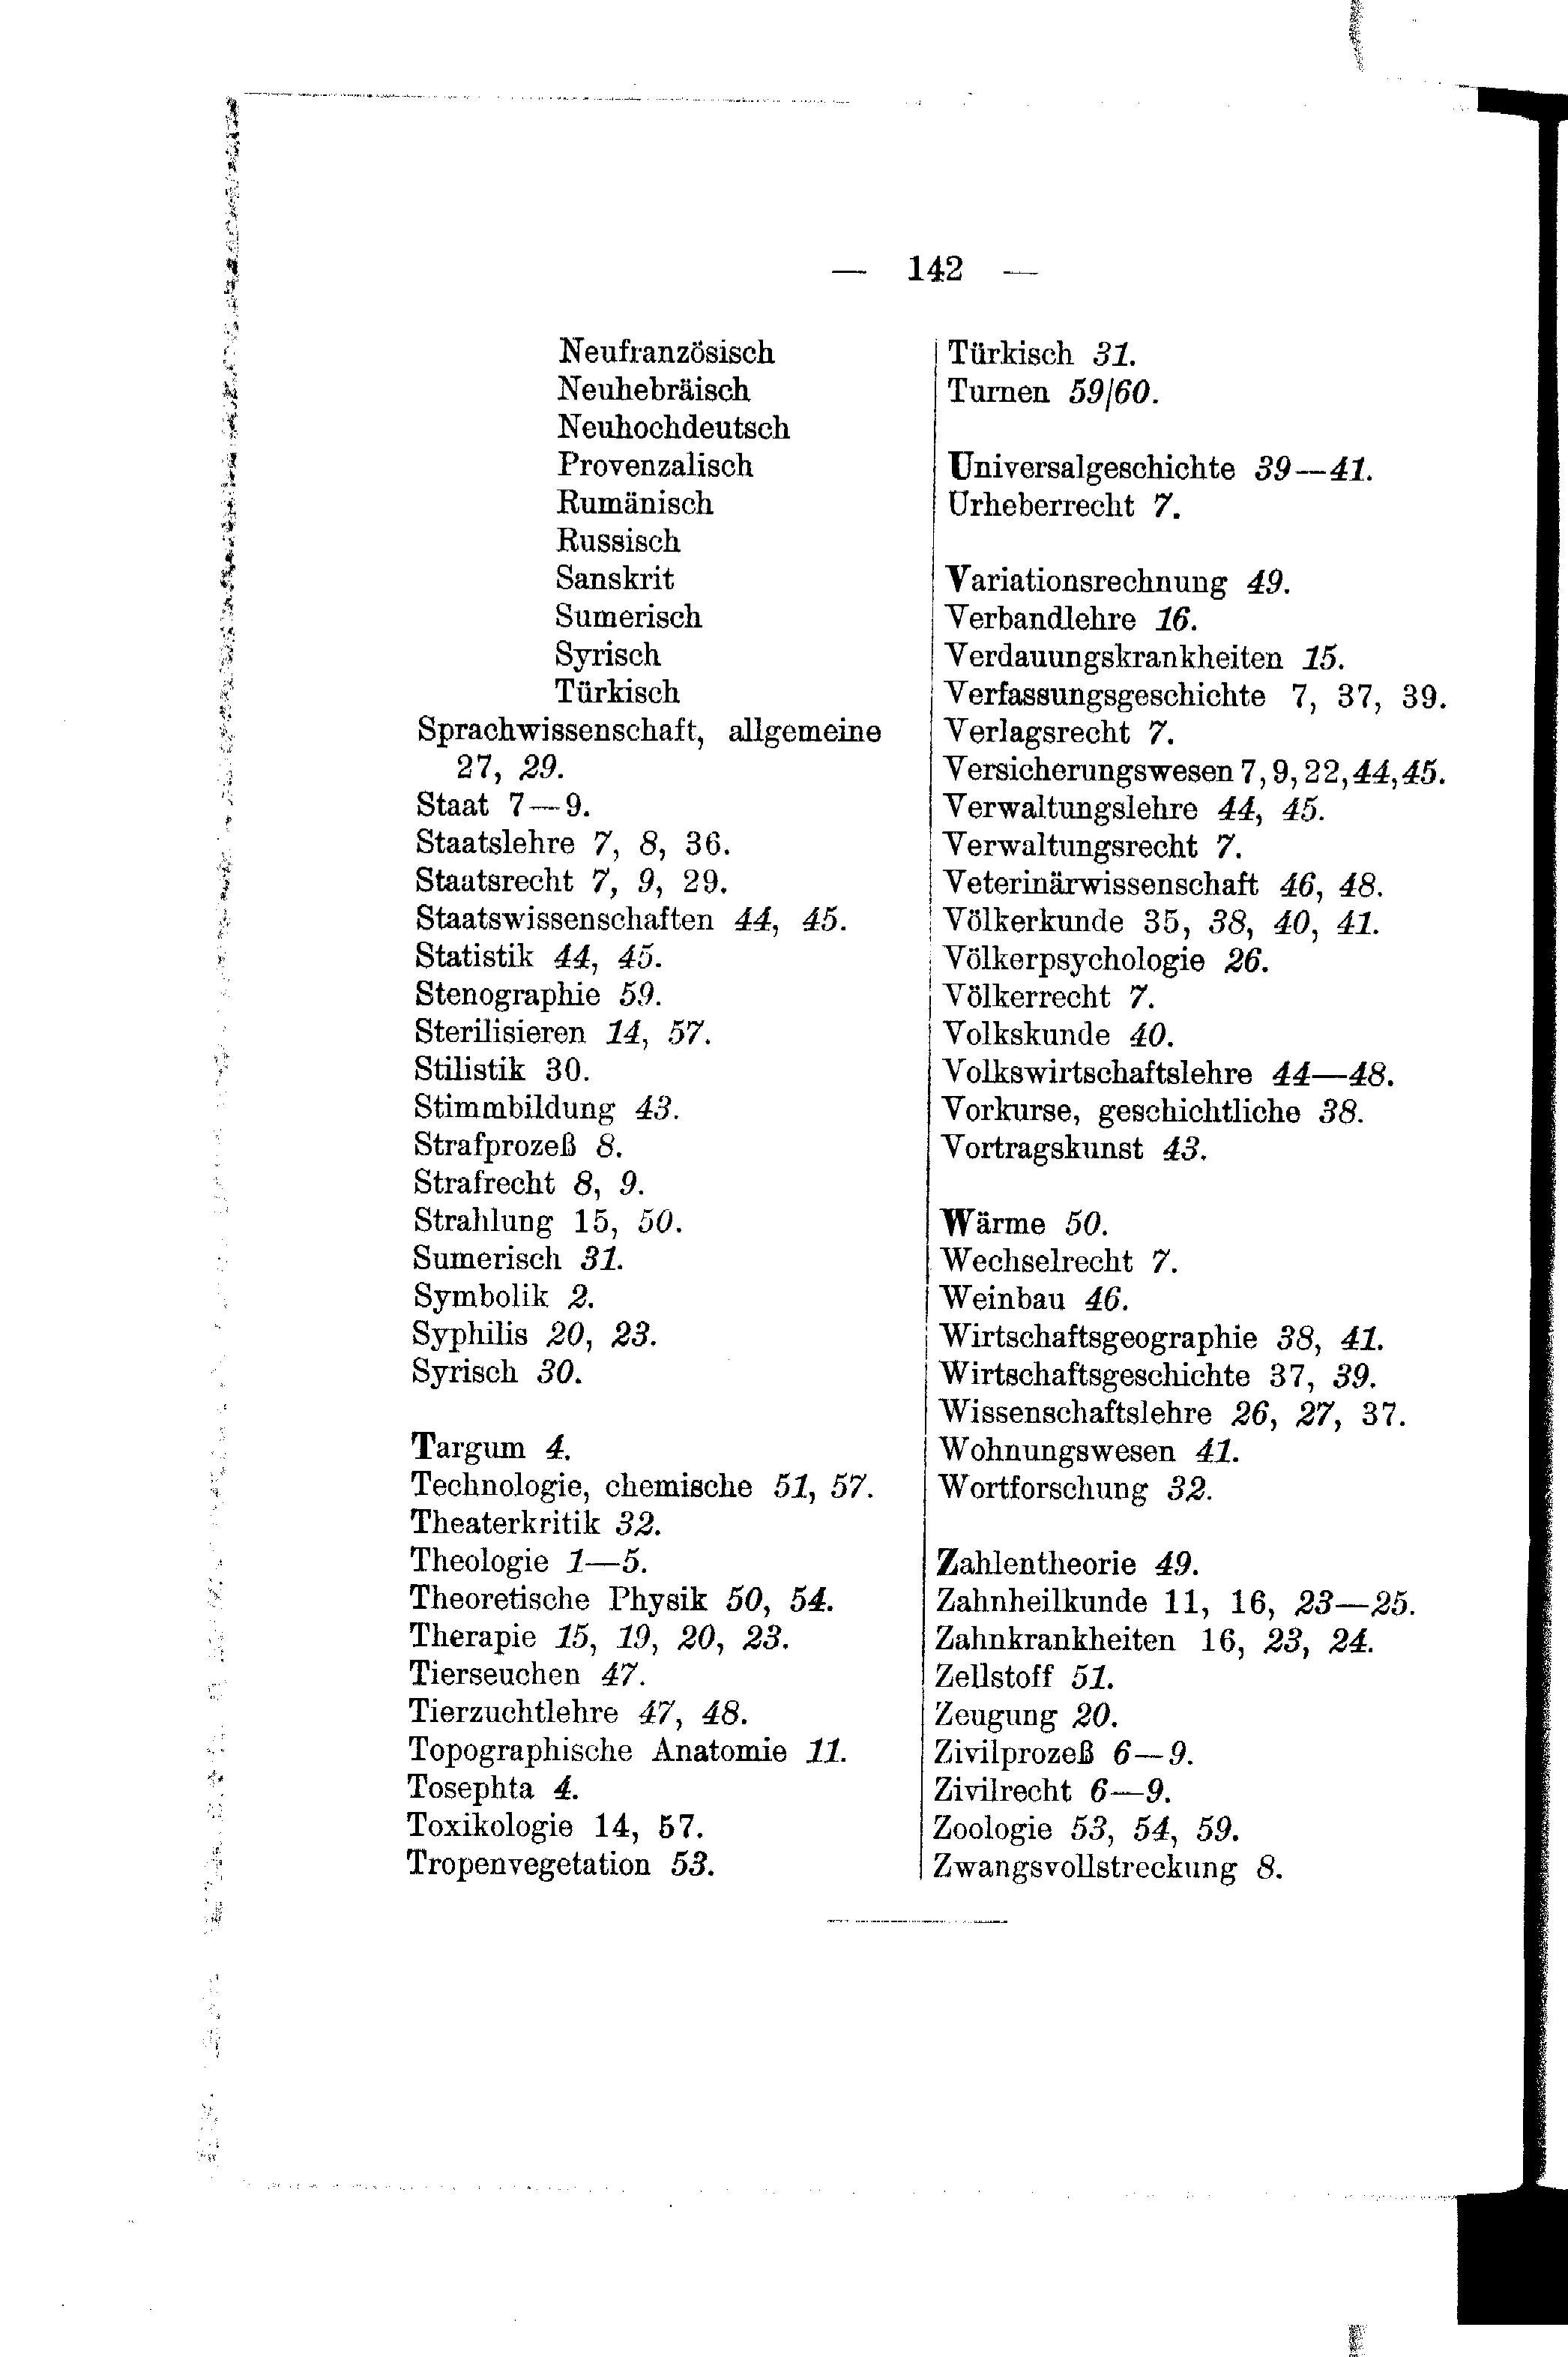 — 142 —
Neufranzösisch
Neuhebräisch
Neuhochdeutsch
Provenzalisch
Rumänisch
Russisch
Sanskrit
Sumerisch
Syrisch
Türkisch
Sprachwissenschaft, allgemeine
27, 29.
Staat 7—9.
Staatslehre 7, 8, 36.
Staatsrecht 7, 9, 29.
Staatswissenschaften 44, 45.
Statistik 44, 45.
Stenographie 59.
Sterilisieren 14, 57.
Stilistik 30.
Stimmbildung 43.
Strafprozeß 8.
Strafrecht 8, 9.
Strahlung 15, 50.
Sumerisch 31.
Symbolik 2.
Syphilis 20, 23.
Syrisch 30.
Targum 4.
Technologie, chemische 51, 57.
Theaterkritik 32.
Theologie 1—5.
Theoretische Physik 50, 54.
Therapie 15, 19, 20, 23.
Tierseuchen 47.
Tierzuchtlehre 47, 48.
Topographische Anatomie 11.
Tosephta 4.
Toxikologie 14, 57.
Tropenvegetation 53.
Türkisch 31.
Turnen 59/60.
Universalgeschichte 39—41.
Urheberrecht 7.
Variationsrechnung 49.
Verbandlehre 16.
Verdauungskrankheiten 15.
Verfassungsgeschichte 7, 37, 39.
Verlagsrecht 7.
Versicherungswesen 7, 9, 22, 44, 45.
Verwaltungslehre 44, 45.
Verwaltungsrecht 7.
Veterinärwissenschaft 46, 48.
Völkerkunde 35, 38, 40, 41.
Völkerpsychologie 26.
Völkerrecht 7.
Volkskunde 40.
Volkswirtschaftslehre 44—48.
Vorkurse, geschichtliche 38.
Vortragskunst 43.
Wärme 50.
Wechselrecht 7.
Weinbau 46.
Wirtschaftsgeographie 38, 41.
Wirtschaftsgeschichte 37, 39.
Wissenschaftslehre 26, 27, 37.
Wohnungswesen 41.
Wortforschung 32.
Zahlentheorie 49.
Zahnheilkunde 11, 16, 23—25.
Zahnkrankheiten 16, 23, 24.
Zellstoff 51.
Zeugung 20.
Zivilprozeß 6—9.
Zivilrecht 6—9.
Zoologie 53, 54, 59.
Zwangsvollstreckung 8.